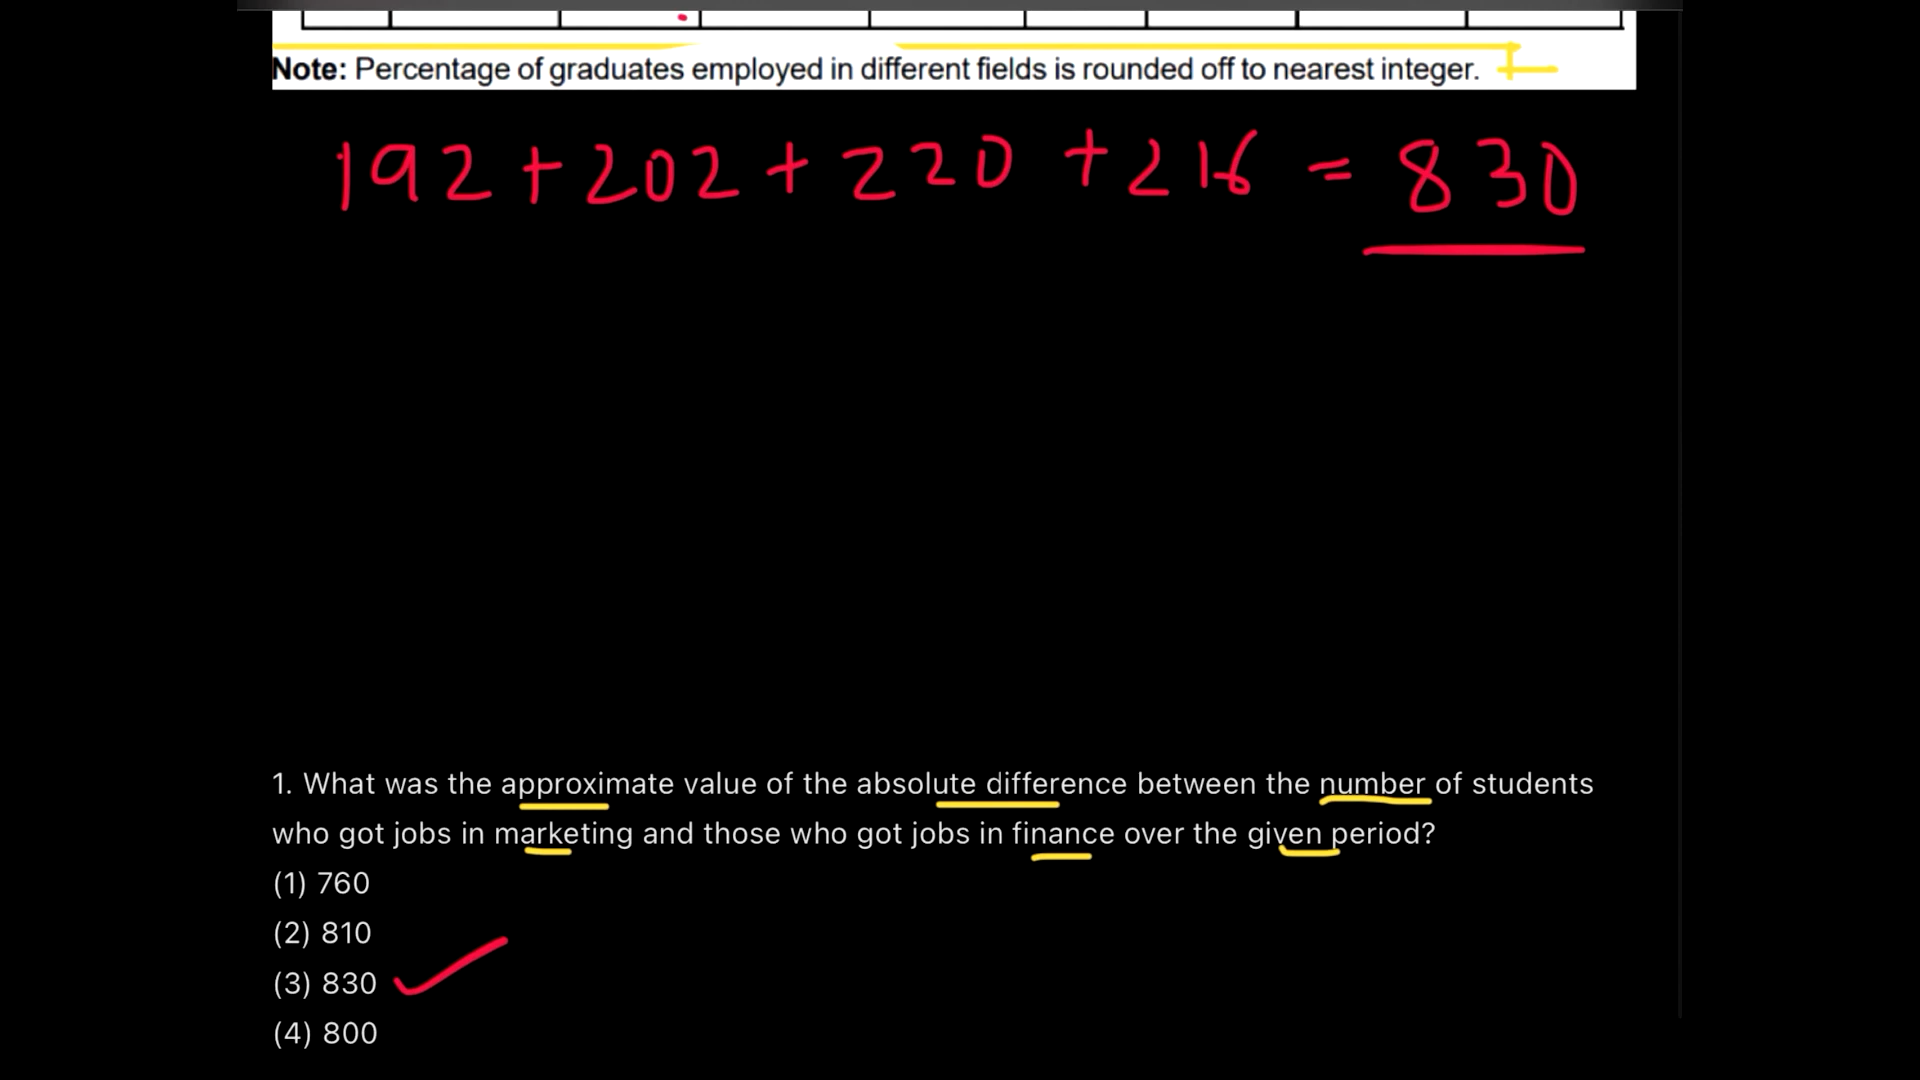 Note: Percentage of graduates employed in different fields is rounded off to nearest integer.
192 + 202 + 220 + 216 = 830
1. What was the approximate value of the absolute difference between the number of students
who got jobs in marketing and those who got jobs in finance over the given period?
(1) 760
(2) 810
(3) 830
(4) 800